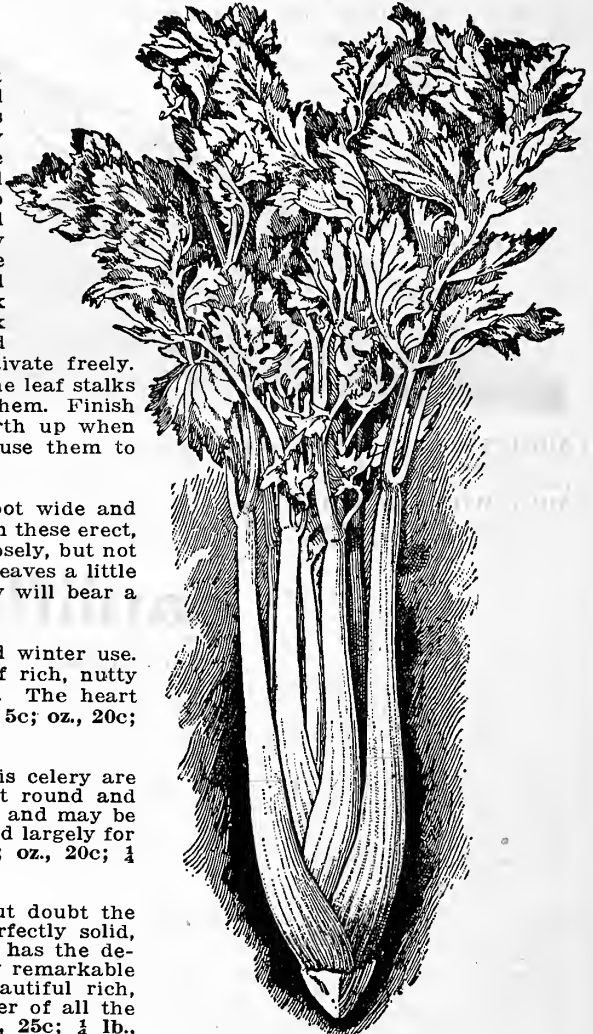 d
s
y
e
l
o
l
y
e
l
k
k
d
ivate freely.
he leaf stalks
hem. Finish
rth up when
use them to
oot wide and
n these erect,
osely, but not
eaves a little
y will bear a
d winter use.
f rich, nutty
. The heart
5c; oz., 20c;
is celery are
t round and
and may be
d largely for
; oz., 20c; ¼
ut doubt the
rfectly solid,
has the de-
remarkable
autiful rich,
er of all the
, 25c; ¼ lb.,